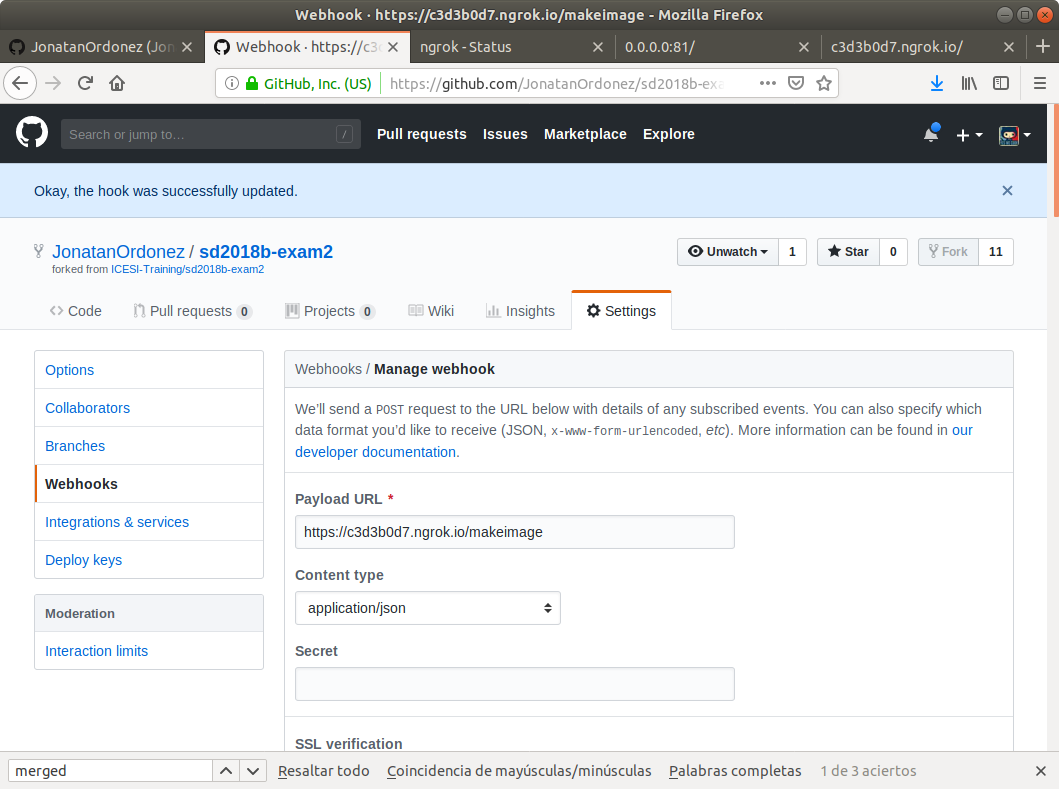 Webhook · https://c3d3b0d7.ngrok.io/makeimage - Mozilla Firefox
JonatanOrdonez (Jon
Webhook · https://c3
ngrok - Status
0.0.0.0:81/
c3d3b0d7.ngrok.io/
GitHub, Inc. (US)
https://github.com/JonatanOrdonez/sd2018b-exa
Search or jump to…
/
Pull requests
Issues
Marketplace
Explore
Okay, the hook was successfully updated.
JonatanOrdonez / sd2018b-exam2
forked from ICESI-Training/sd2018b-exam2
Unwatch 1
Star 0
Fork 11
Code
Pull requests 0
Projects 0
Wiki
Insights
Settings
Options
Collaborators
Branches
Webhooks
Integrations & services
Deploy keys
Moderation
Interaction limits
Webhooks / Manage webhook
We’ll send a POST request to the URL below with details of any subscribed events. You can also specify which
data format you’d like to receive (JSON, x-www-form-urlencoded, etc). More information can be found in our
developer documentation.
Payload URL *
https://c3d3b0d7.ngrok.io/makeimage
Content type
application/json
Secret
SSL verification
merged
Resaltar todo
Coincidencia de mayúsculas/minúsculas
Palabras completas
1 de 3 aciertos